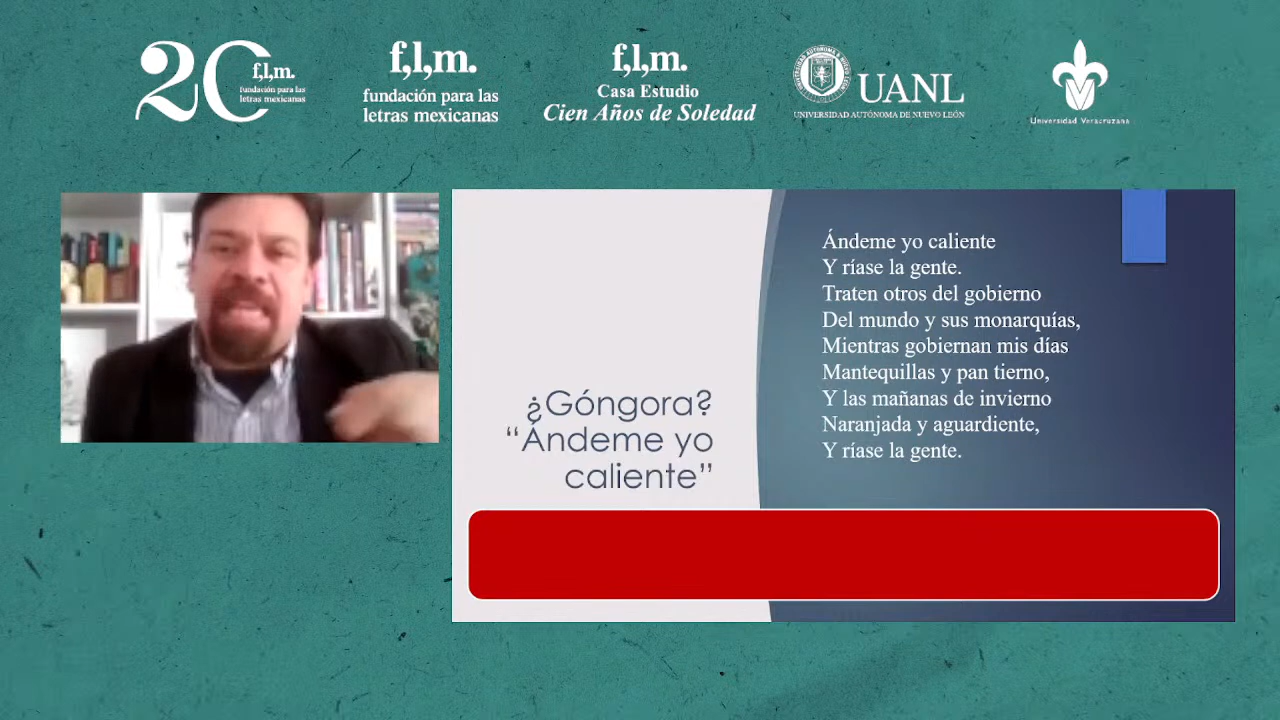 20
f,l,m.
fundación para las
letras mexicanas
f,l,m.
fundación para las
letras mexicanas
f,l,m.
Casa Estudio
Cien Años de Soledad
UANL
UNIVERSIDAD AUTÓNOMA DE NUEVO LEÓN
Universidad Veracruzana
¿Góngora?
“Ándeme yo
caliente”
Ándeme yo caliente
Y ríase la gente.
Traten otros del gobierno
Del mundo y sus monarquías,
Mientras gobiernan mis días
Mantequillas y pan tierno,
Y las mañanas de invierno
Naranjada y aguardiente,
Y ríase la gente.